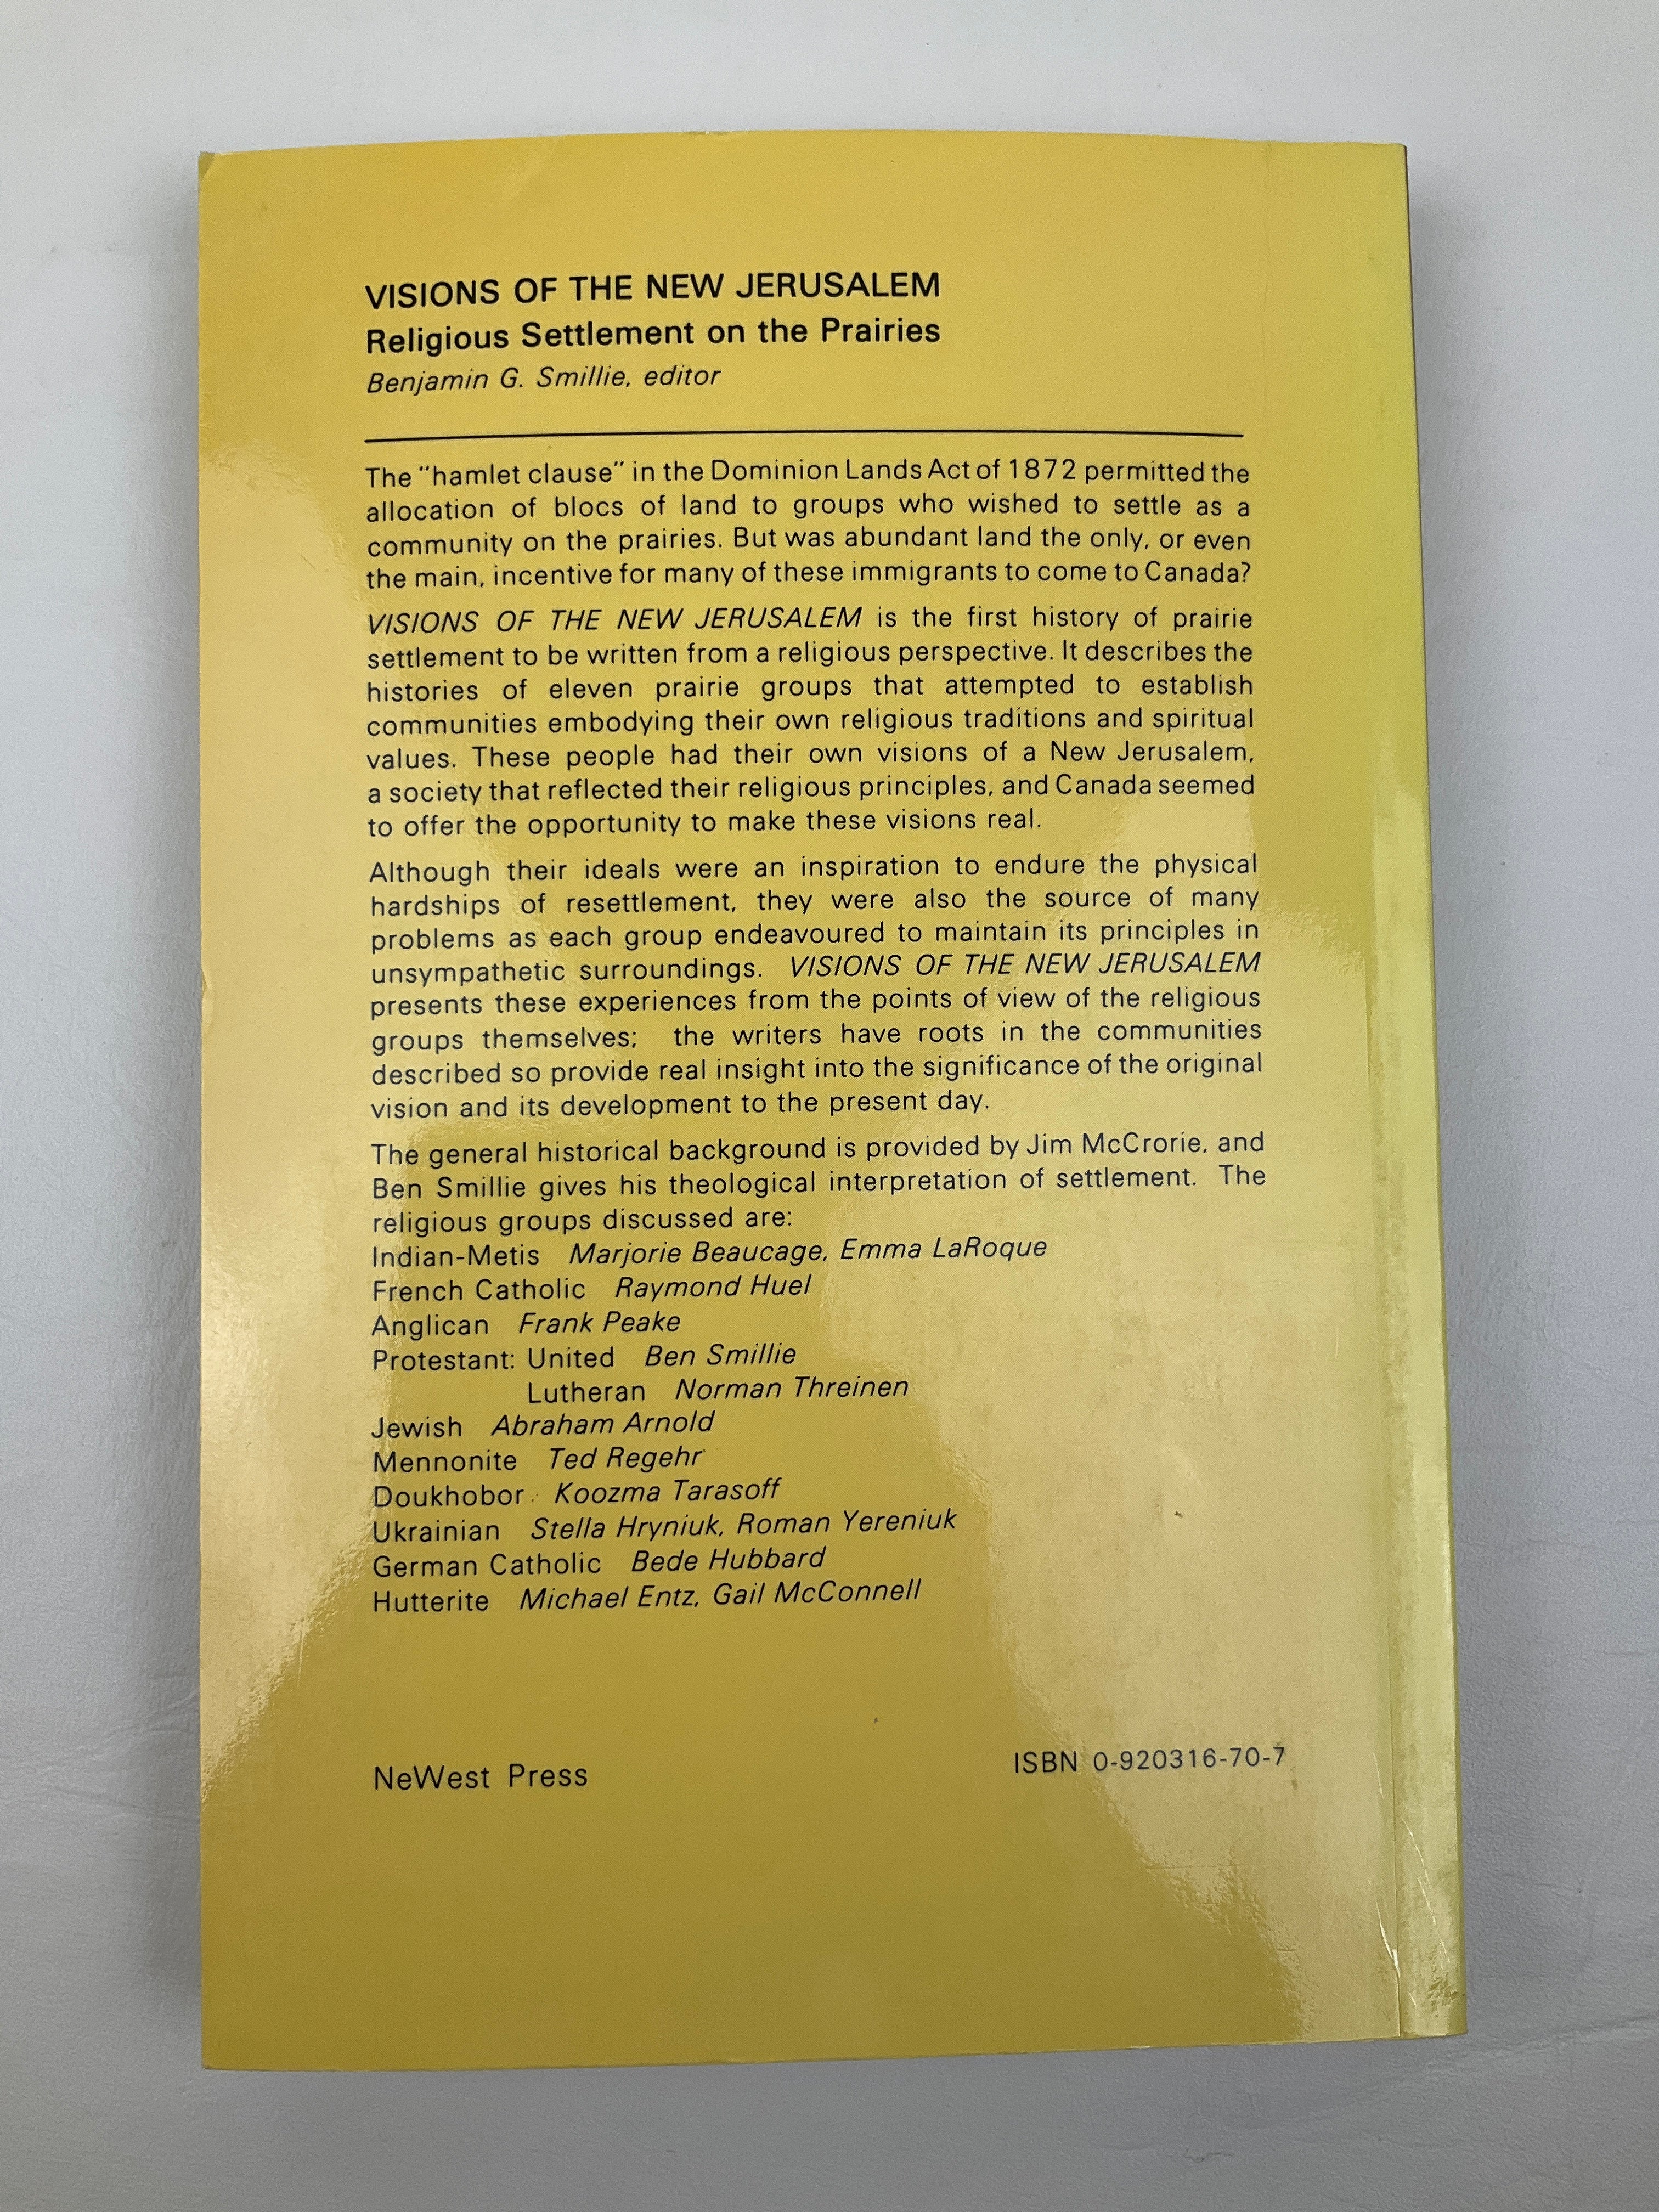 VISIONS OF THE NEW JERUSALEM
Religious Settlement on the Prairies
Benjamin G. Smillie, editor
The "hamlet clause" in the Dominion Lands Act of 1872 permitted the
allocation of blocs of land to groups who wished to settle as a
community on the prairies. But was abundant land the only, or even
the main, incentive for many of these immigrants to come to Canada?
VISIONS OF THE NEW JERUSALEM is the first history of prairie
settlement to be written from a religious perspective. It describes the
histories of eleven prairie groups that attempted to establish
communities embodying their own religious traditions and spiritual
values. These people had their own visions of a New Jerusalem,
a society that reflected their religious principles, and Canada seemed
to offer the opportunity to make these visions real.
Although their ideals were an inspiration to endure the physical
hardships of resettlement, they were also the source of many
problems as each group endeavoured to maintain its principles in
unsympathetic surroundings. VISIONS OF THE NEW JERUSALEM
presents these experiences from the points of view of the religious
groups themselves; the writers have roots in the communities
described so provide real insight into the significance of the original
vision and its development to the present day.
The general historical background is provided by Jim McCrorie, and
Ben Smillie gives his theological interpretation of settlement. The
religious groups discussed are:
Indian-Metis Marjorie Beaucage, Emma LaRoque
French Catholic Raymond Huel
Anglican Frank Peake
Protestant: United Ben Smillie
Lutheran Norman Threinen
Jewish Abraham Arnold
Mennonite Ted Regehr
Doukhobor Koozma Tarasoff
Ukrainian Stella Hryniuk, Roman Yereniuk
German Catholic Bede Hubbard
Hutterite Michael Entz, Gail McConnell
NeWest Press
ISBN 0-920316-70-7